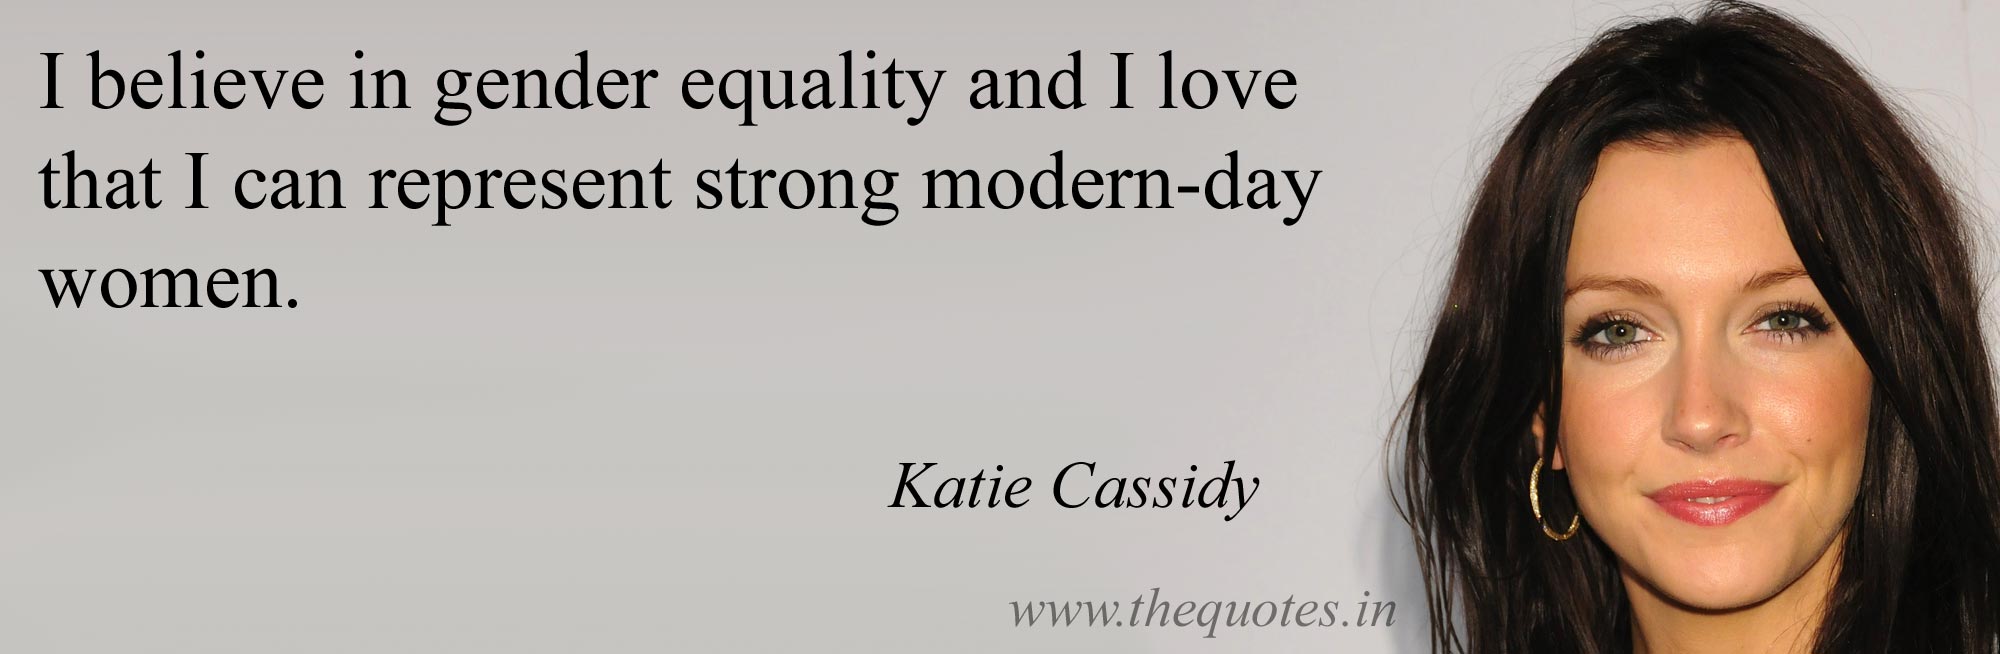 I believe in gender equality and I love
that I can represent strong modern-day
women.
Katie Cassidy
www.thequotes.in